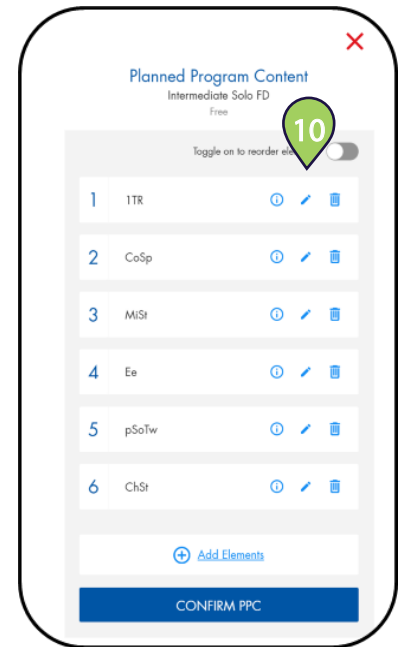 Planned Program Content
Intermediate Solo FD
Free
10
Toggle on to reorder
1 1TR
2 CoSp
3 MiSt
4 Ee
5 pSoTw
6 ChSt
Add Elements
CONFIRM PPC